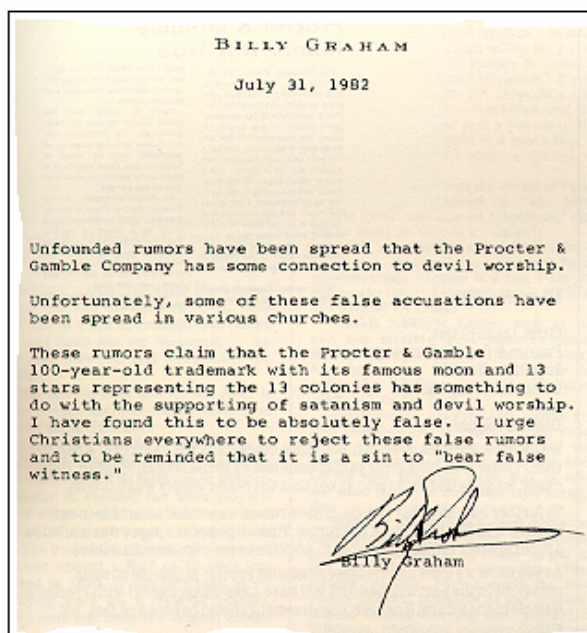 BILLY GRAHAM
July 31, 1982
Unfounded rumors have been spread that the Procter &
Gamble Company has some connection to devil worship.
Unfortunately, some of these false accusations have
been spread in various churches.
These rumors claim that the Procter & Gamble
100-year-old trademark with its famous moon and 13
stars representing the 13 colonies has something to
do with the supporting of satanism and devil worship.
I have found this to be absolutely false. I urge
Christians everywhere to reject these false rumors
and to be reminded that it is a sin to "bear false
witness."
Billy Graham